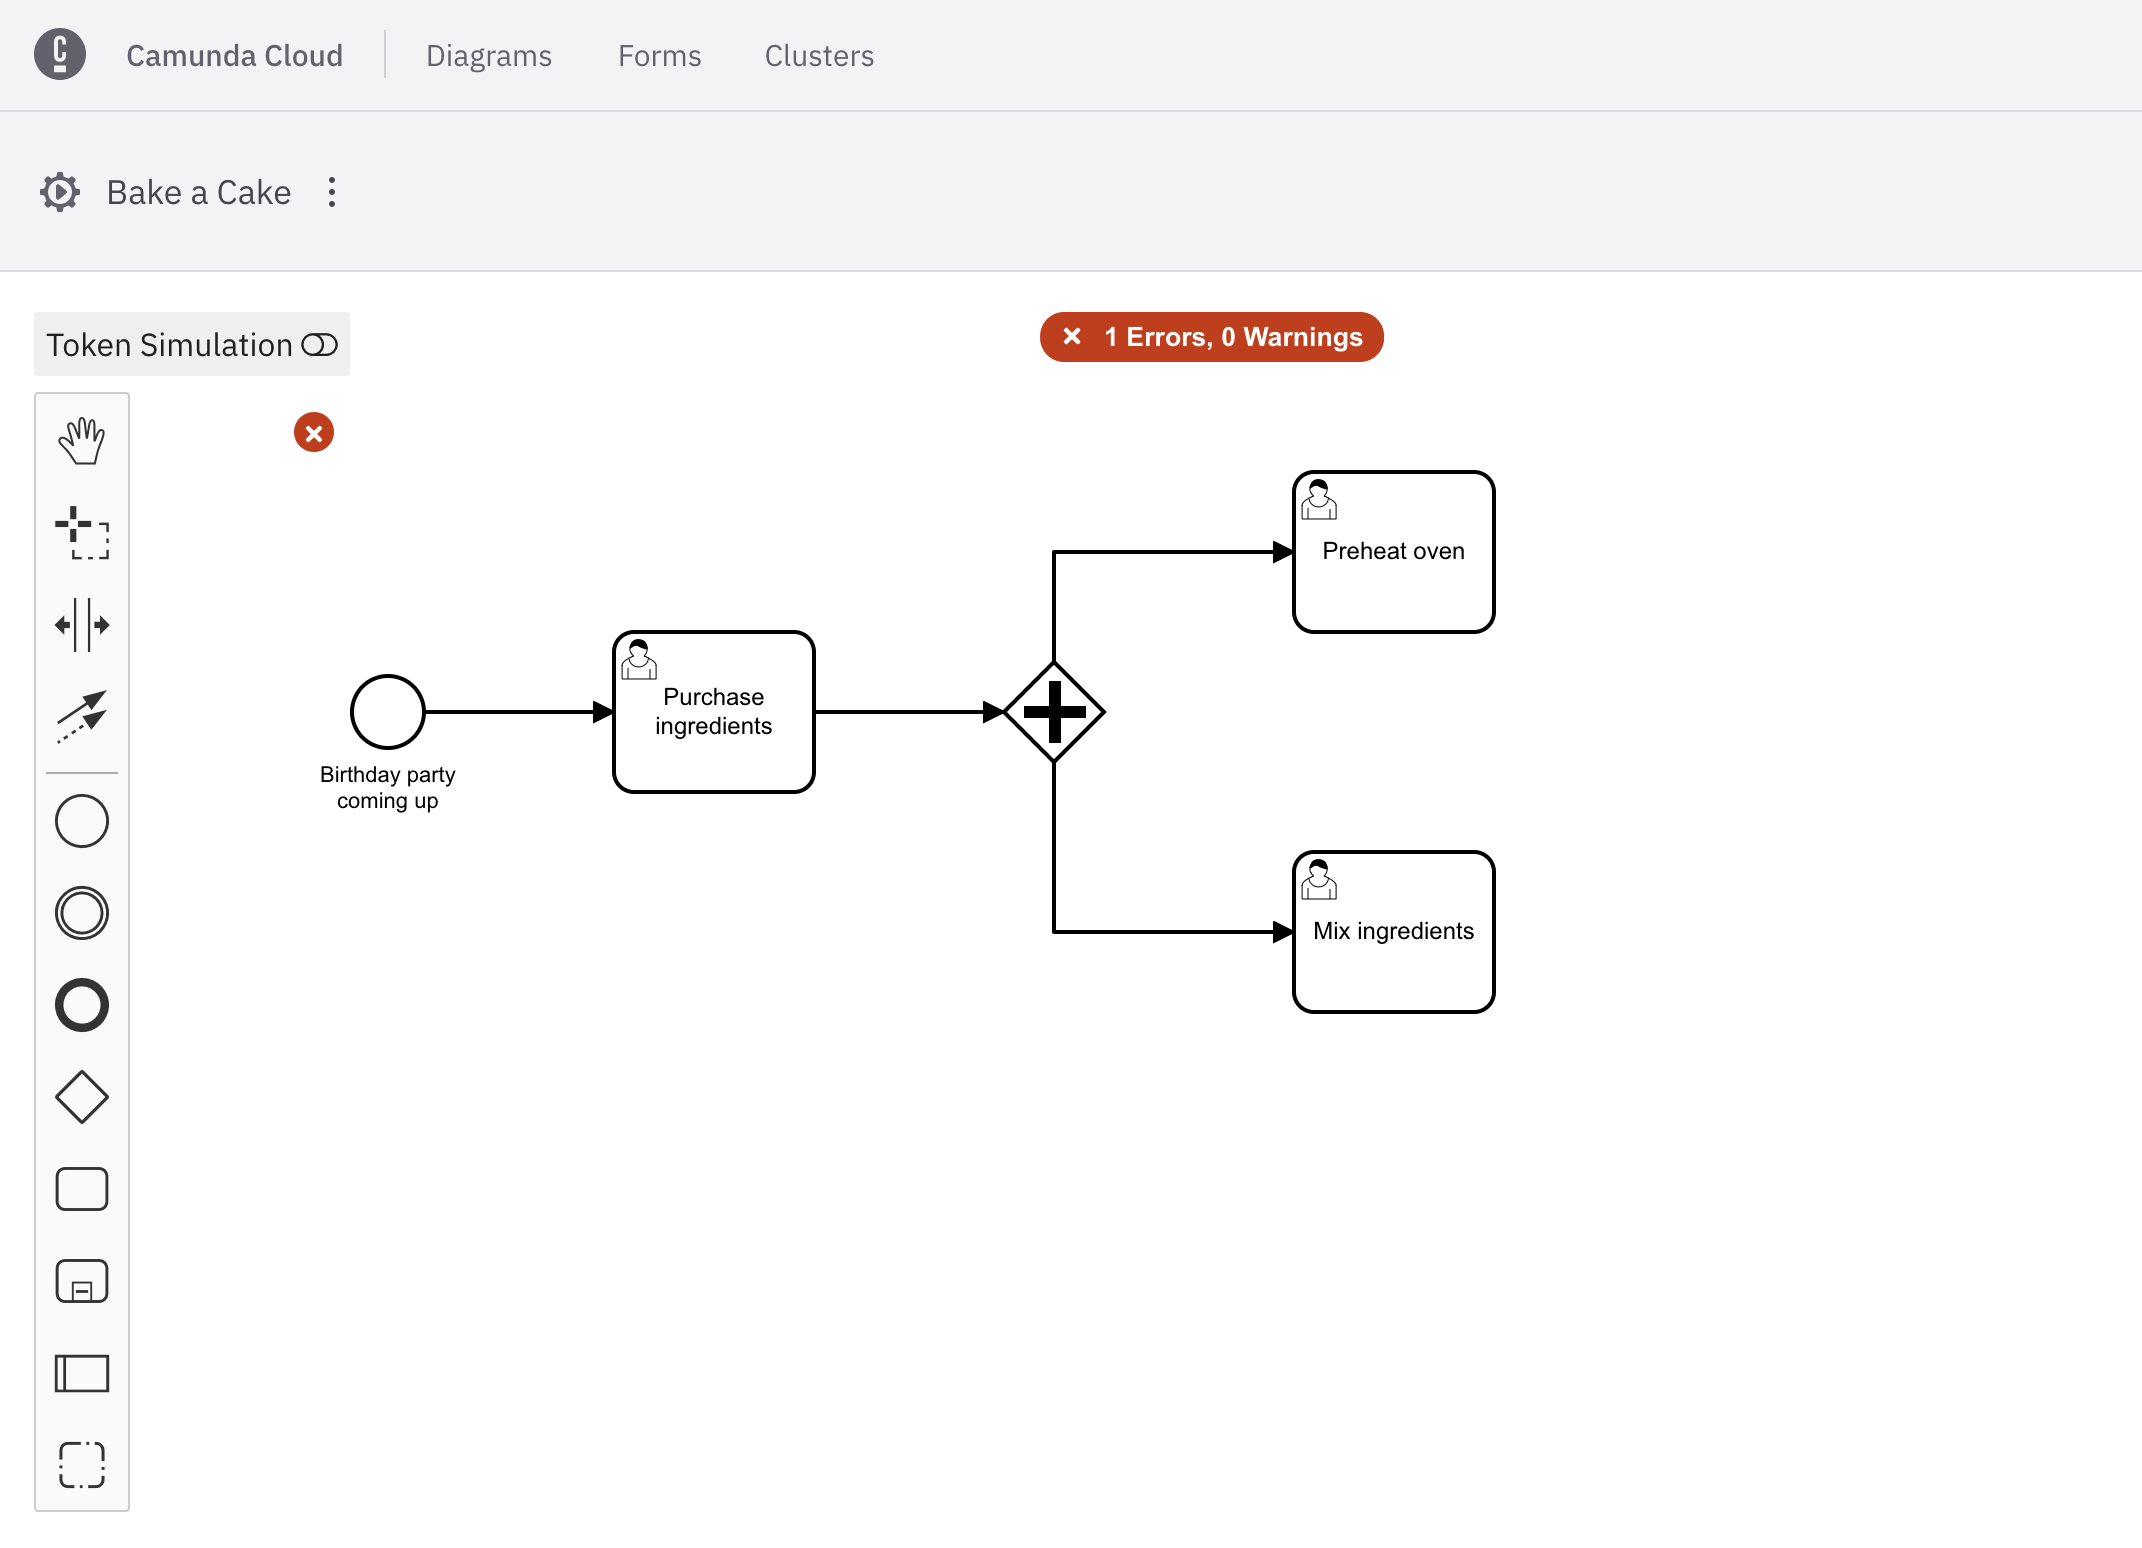 Camunda Cloud
Diagrams
Forms
Clusters
Bake a Cake
Token Simulation
1 Errors, 0 Warnings
Preheat oven
Purchase
ingredients
Birthday party
coming up
Mix ingredients